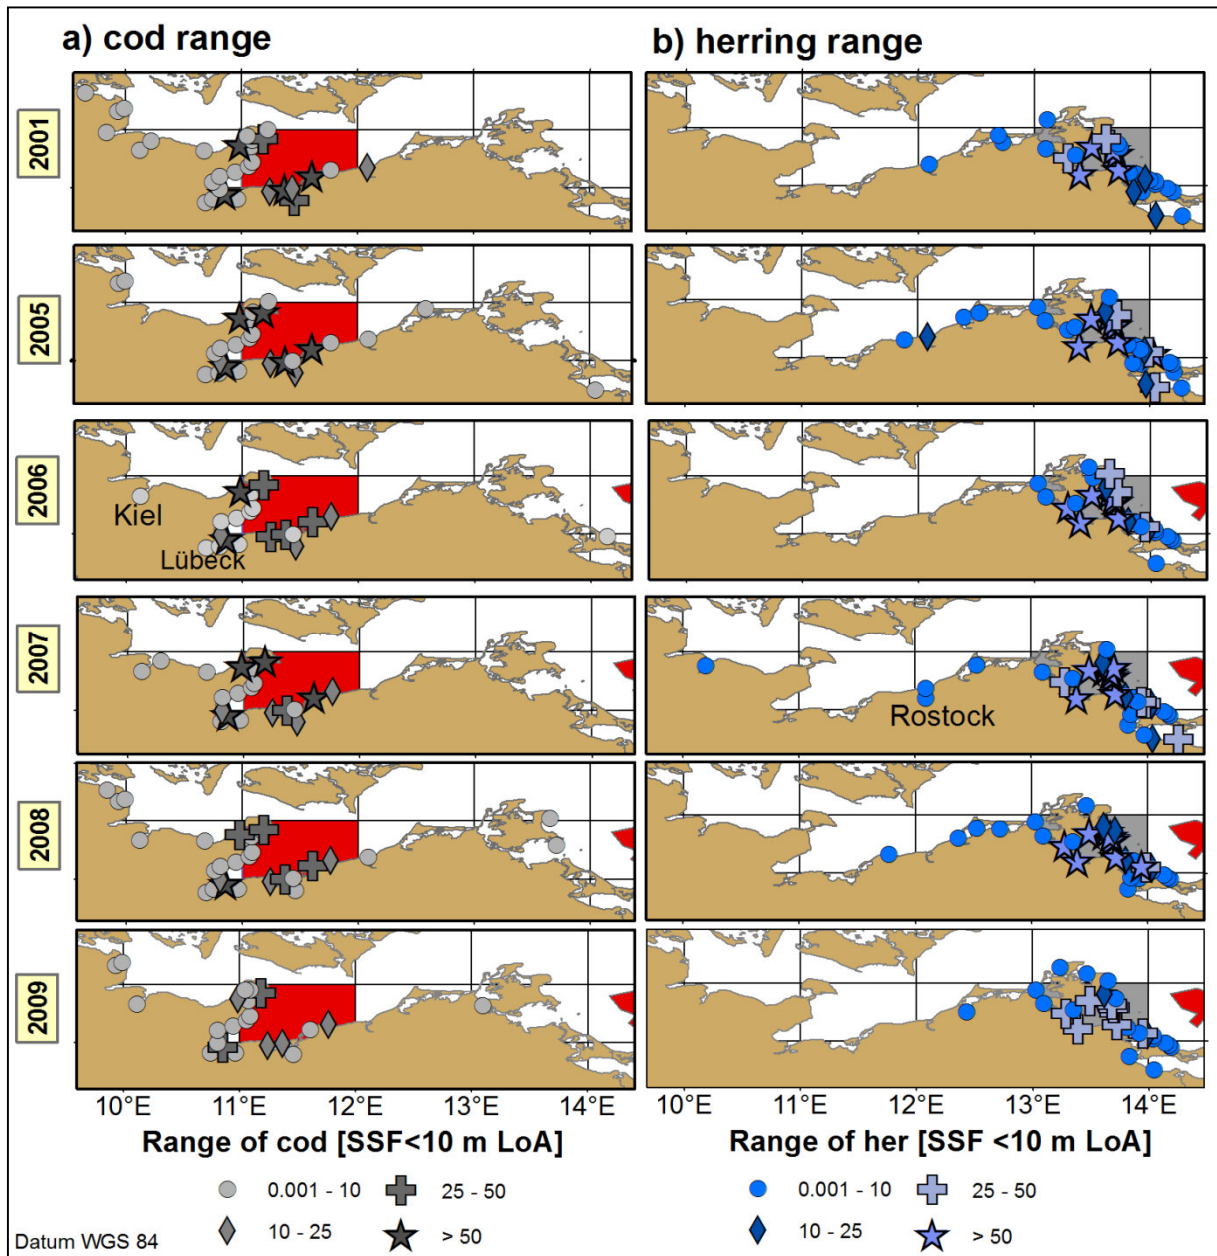 a) cod range
b) herring range
2001
2005
2006
Kiel
Lübeck
2007
Rostock
2008
2009
10°E 11°E 12°E 13°E 14°E
10°E 11°E 12°E 13°E 14°E
Range of cod [SSF<10 m LoA]
Range of her [SSF <10 m LoA]
0.001 - 10 25 - 50
10 - 25 > 50
0.001 - 10 25 - 50
10 - 25 > 50
Datum WGS 84